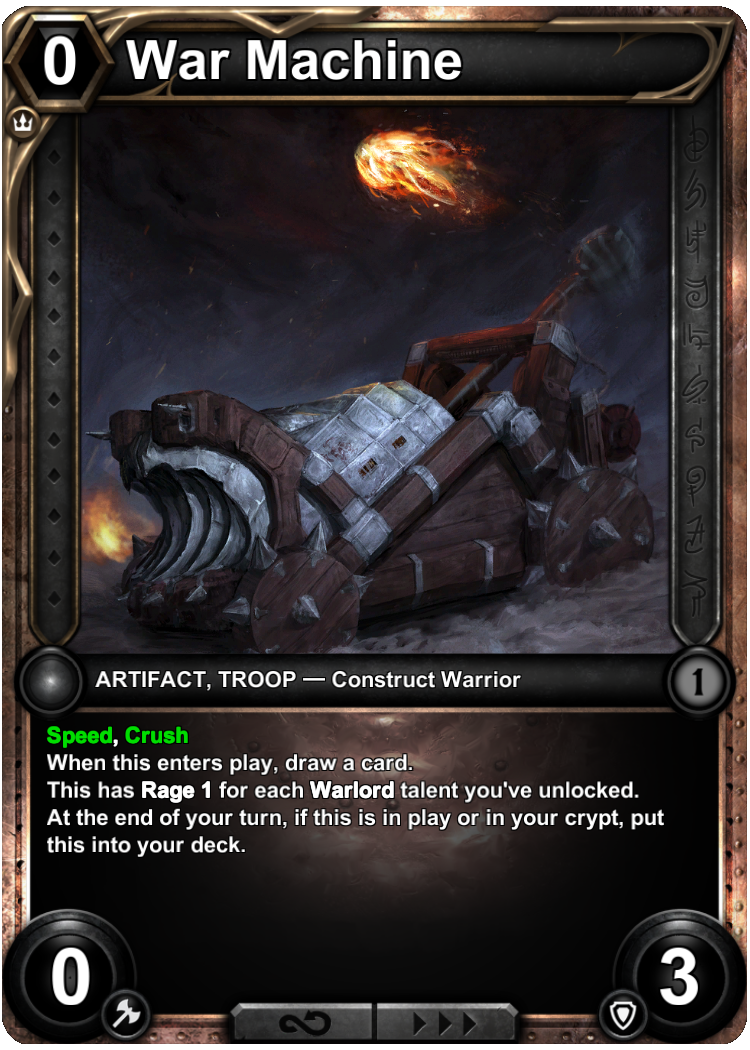 0
War Machine
ARTIFACT, TROOP — Construct Warrior
1
Speed, Crush
When this enters play, draw a card.
This has Rage 1 for each Warlord talent you've unlocked.
At the end of your turn, if this is in play or in your crypt, put
this into your deck.
0
3